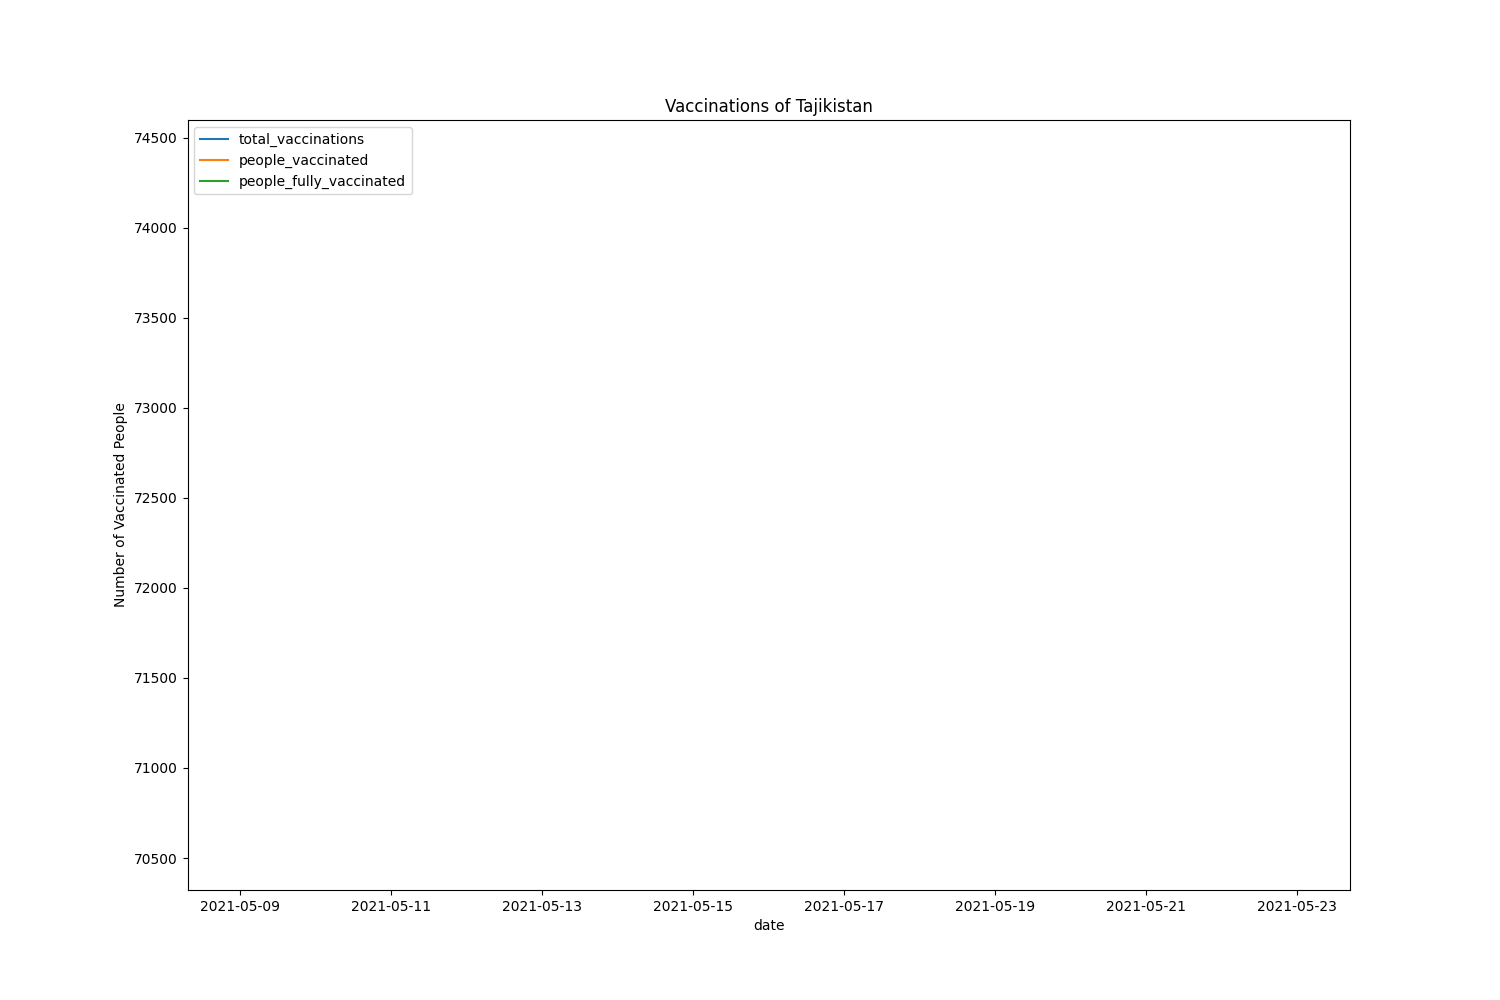 Vaccinations of Tajikistan
total_vaccinations
people_vaccinated
people_fully_vaccinated
74500
74000
73500
73000
72500
72000
71500
71000
70500
Number of Vaccinated People
2021-05-09 2021-05-11 2021-05-13 2021-05-15 2021-05-17 2021-05-19 2021-05-21 2021-05-23
date